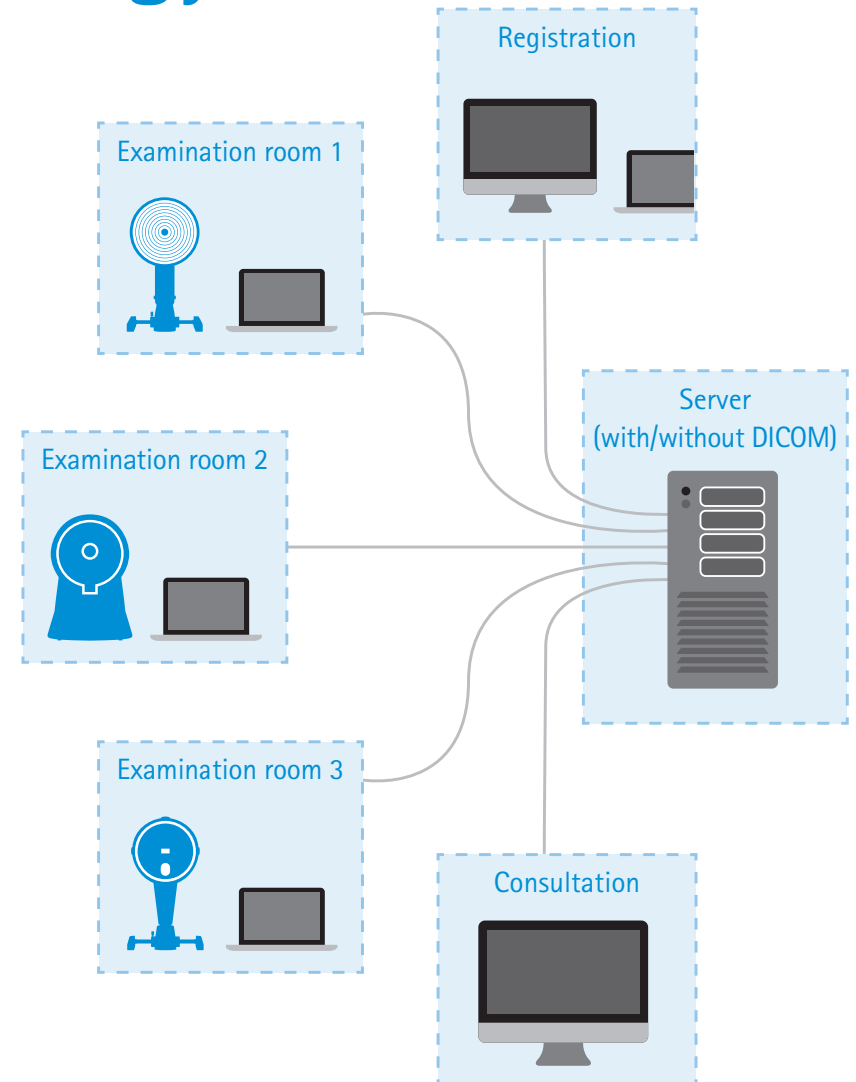 Registration
Examination room 1
Server
(with/without DICOM)
Examination room 2
Examination room 3
Consultation